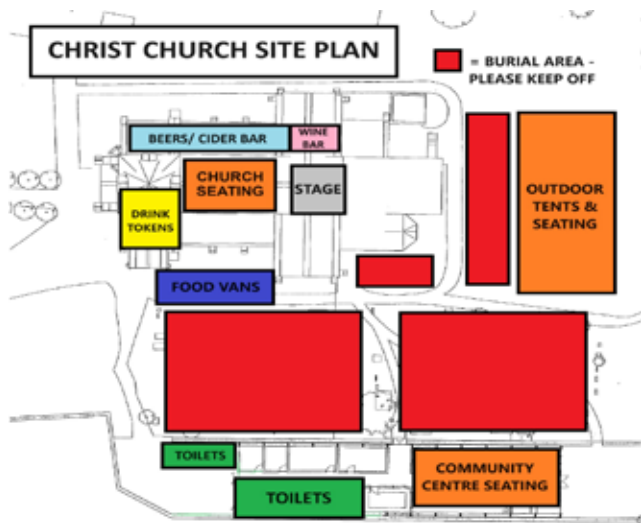 CHRIST CHURCH SITE PLAN
= BURIAL AREA -
PLEASE KEEP OFF
BEERS/ CIDER BAR
WINE
BAR
CHURCH
SEATING
STAGE
DRINK
TOKENS
OUTDOOR
TENTS &
SEATING
FOOD VANS
TOILETS
TOILETS
COMMUNITY
CENTRE SEATING